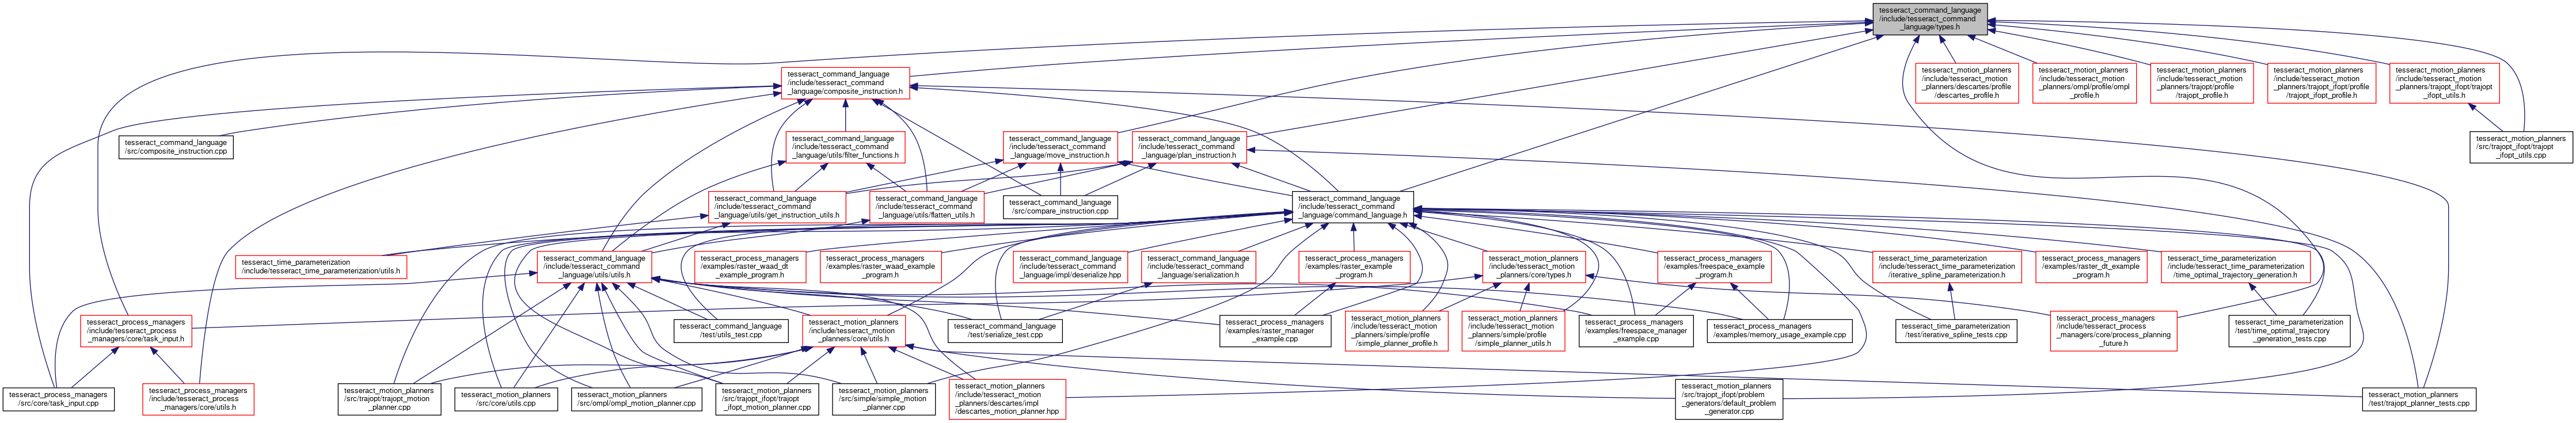 tesseract_command_language
/include/tesseract_command
_language/types.h
tesseract_command_language
/include/tesseract_command
_language/composite_instruction.h
tesseract_motion_planners
/include/tesseract_motion
_planners/descartes/profile
/descartes_profile.h
tesseract_motion_planners
/include/tesseract_motion
_planners/ompl/profile/ompl
_profile.h
tesseract_motion_planners
/include/tesseract_motion
_planners/trajopt/profile
/trajopt_profile.h
tesseract_motion_planners
/include/tesseract_motion
_planners/trajopt_ifopt/profile
/trajopt_ifopt_profile.h
tesseract_motion_planners
/include/tesseract_motion
_planners/trajopt_ifopt/trajopt
_ifopt_utils.h
tesseract_command_language
/src/composite_instruction.cpp
tesseract_command_language
/include/tesseract_command
_language/utils/filter_functions.h
tesseract_command_language
/include/tesseract_command
_language/move_instruction.h
tesseract_command_language
/include/tesseract_command
_language/plan_instruction.h
tesseract_motion_planners
/src/trajopt_ifopt/trajopt
_ifopt_utils.cpp
tesseract_command_language
/include/tesseract_command
_language/utils/get_instruction_utils.h
tesseract_command_language
/include/tesseract_command
_language/utils/flatten_utils.h
tesseract_command_language
/src/compare_instruction.cpp
tesseract_command_language
/include/tesseract_command
_language/command_language.h
tesseract_time_parameterization
/include/tesseract_time_parameterization/utils.h
tesseract_command_language
/include/tesseract_command
_language/utils/utils.h
tesseract_process_managers
/examples/raster_waad_dt
_example_program.h
tesseract_process_managers
/examples/raster_waad_example
_program.h
tesseract_command_language
/include/tesseract_command
_language/impl/serialize.hpp
tesseract_command_language
/include/tesseract_command
_language/serialization.h
tesseract_process_managers
/examples/raster_example
_program.h
tesseract_motion_planners
/include/tesseract_motion
_planners/core/types.h
tesseract_process_managers
/examples/freespace_example
_program.h
tesseract_time_parameterization
/include/tesseract_time_parameterization
/iterative_spline_parameterization.h
tesseract_process_managers
/examples/raster_dt_example
_program.h
tesseract_time_parameterization
/include/tesseract_time_parameterization
/time_optimal_trajectory_generation.h
tesseract_process_managers
/include/tesseract_process
_managers/core/task_input.h
tesseract_command_language
/test/utils_test.cpp
tesseract_motion_planners
/include/tesseract_motion
_planners/core/utils.h
tesseract_command_language
/test/serialize_test.cpp
tesseract_process_managers
/examples/raster_manager
_example.cpp
tesseract_motion_planners
/include/tesseract_motion
_planners/simple/profile
/simple_planner_profile.h
tesseract_motion_planners
/include/tesseract_motion
_planners/simple/profile
/simple_planner_utils.h
tesseract_process_managers
/examples/freespace_manager
_example.cpp
tesseract_process_managers
/examples/memory_usage_example.cpp
tesseract_time_parameterization
/test/iterative_spline_tests.cpp
tesseract_process_managers
/include/tesseract_process
_managers/core/process_planning
_future.h
tesseract_time_parameterization
/test/time_optimal_trajectory
_generation_tests.cpp
tesseract_process_managers
/src/core/task_input.cpp
tesseract_process_managers
/include/tesseract_process
_managers/core/utils.h
tesseract_motion_planners
/src/trajopt/trajopt_motion
_planner.cpp
tesseract_motion_planners
/src/core/utils.cpp
tesseract_motion_planners
/src/ompl/ompl_motion_planner.cpp
tesseract_motion_planners
/src/trajopt_ifopt/trajopt
_ifopt_motion_planner.cpp
tesseract_motion_planners
/src/simple/simple_motion
_planner.cpp
tesseract_motion_planners
/include/tesseract_motion
_planners/descartes/impl
/descartes_motion_planner.hpp
tesseract_motion_planners
/src/trajopt_ifopt/problem
_generators/default_problem
_generator.cpp
tesseract_motion_planners
/test/trajopt_planner_tests.cpp